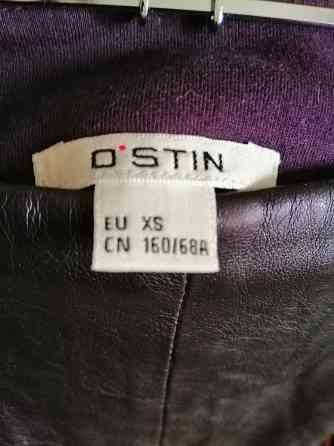 O'STIN
EU XS
CN 160/68A